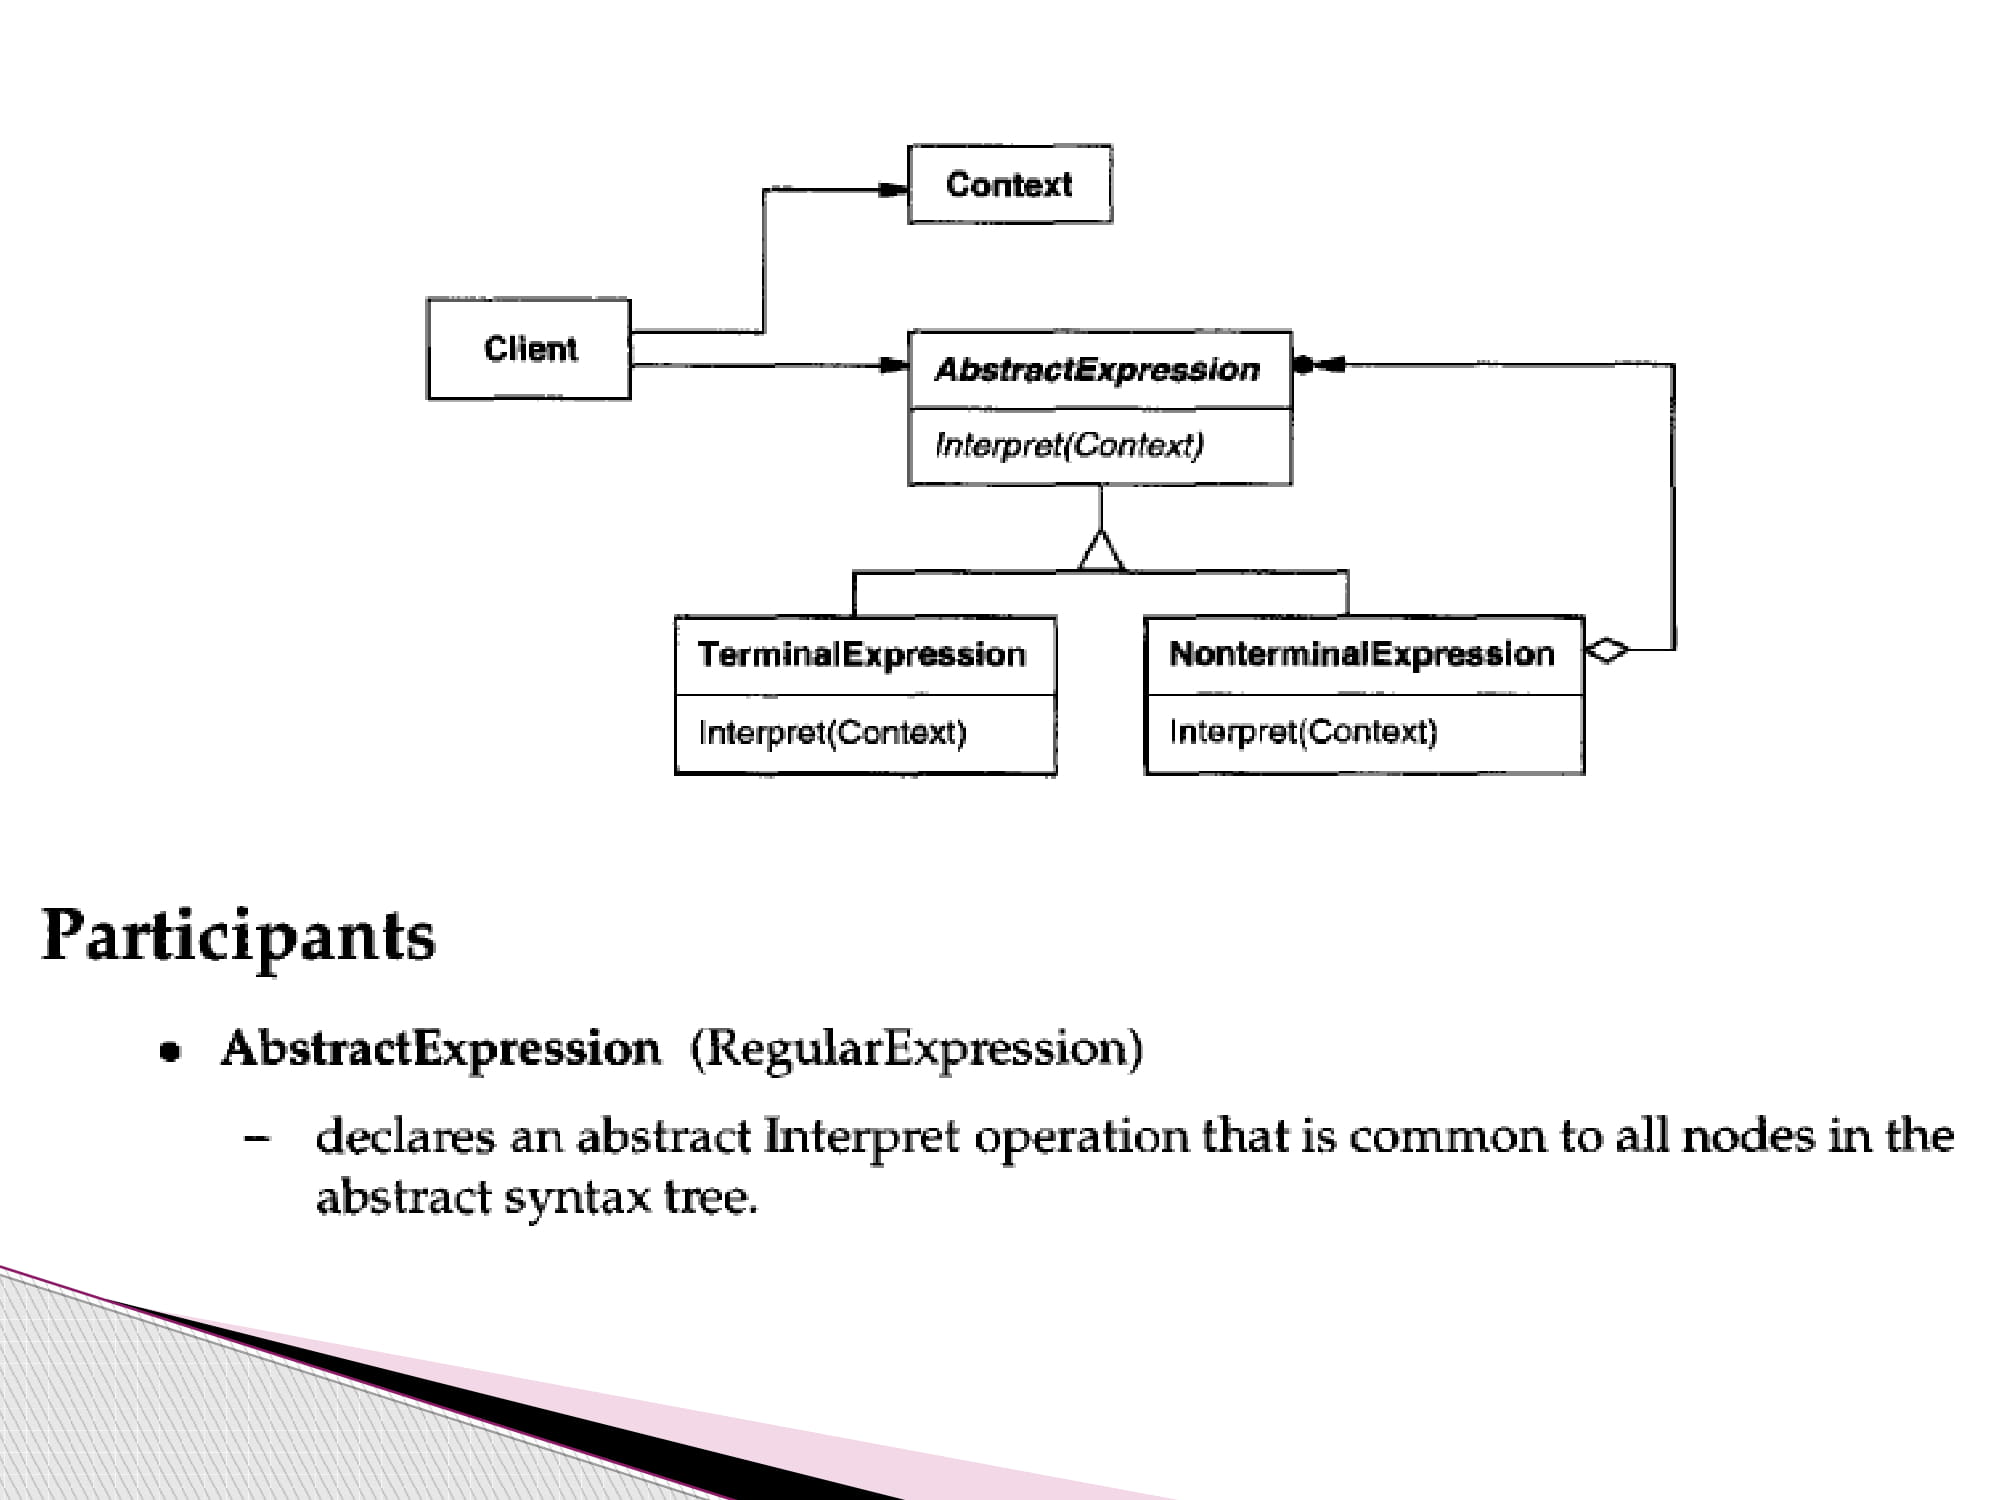 Context
Client
AbstractExpression
Interpret(Context)
TerminalExpression
NonterminalExpression
Interpret(Context)
Interpret(Context)
Participants
• AbstractExpression (RegularExpression)
– declares an abstract Interpret operation that is common to all nodes in the
abstract syntax tree.